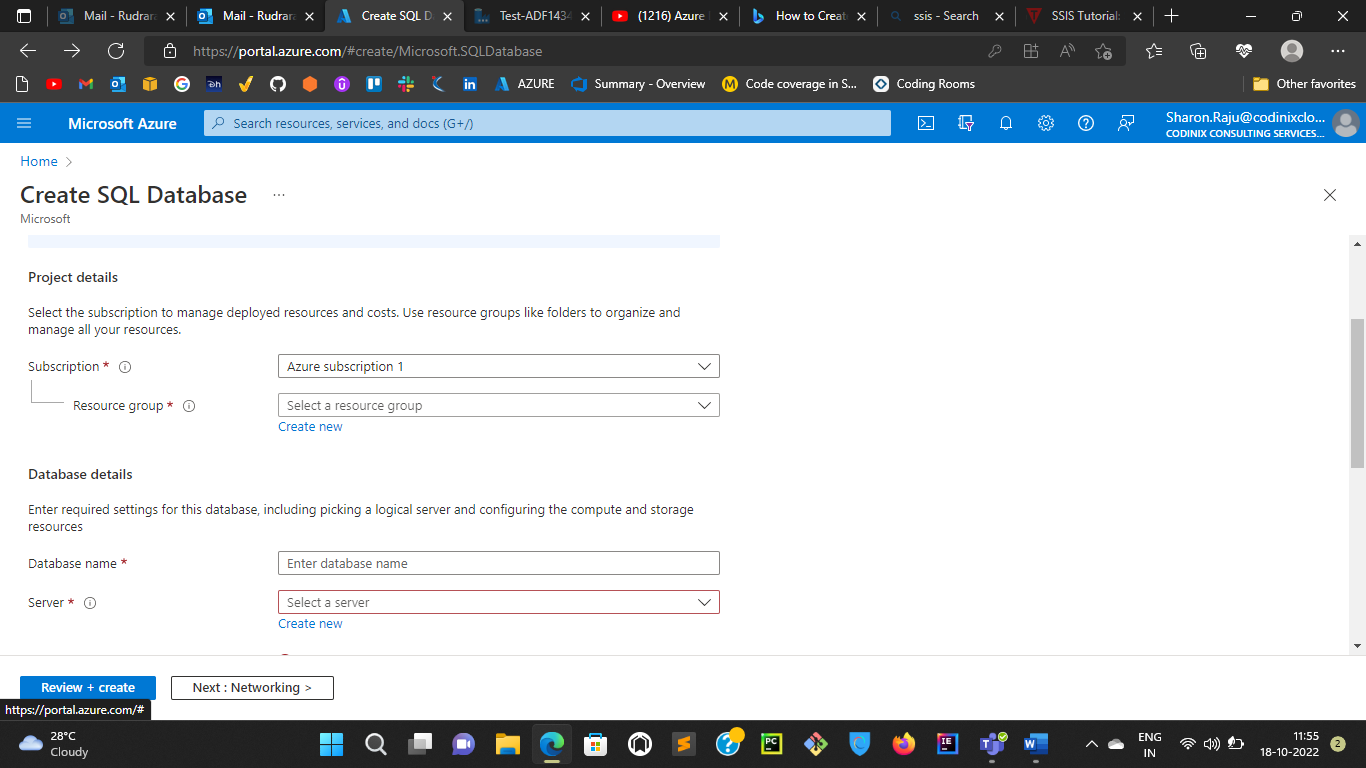 Mail - Rudrar
Mail - Rudrar
Create SQL D
Test-ADF1434
(1216) Azure
How to Creat
ssis - Search
SSIS Tutorial
https://portal.azure.com/#create/Microsoft.SQLDatabase
AZURE
Summary - Overview
Code coverage in S...
Coding Rooms
Other favorites
Microsoft Azure
Search resources, services, and docs (G+/)
Sharon.Raju@codinixclo...
CODINIX CONSULTING SERVICES...
Home
Create SQL Database
...
Microsoft
Project details
Select the subscription to manage deployed resources and costs. Use resource groups like folders to organize and
manage all your resources.
Subscription *
Azure subscription 1
Resource group *
Select a resource group
Create new
Database details
Enter required settings for this database, including picking a logical server and configuring the compute and storage
resources
Database name *
Enter database name
Server *
Select a server
Create new
Review + create
Next : Networking >
https://portal.azure.com/#
28°C
Cloudy
PC
IE
ENG
IN
11:55
18-10-2022
2